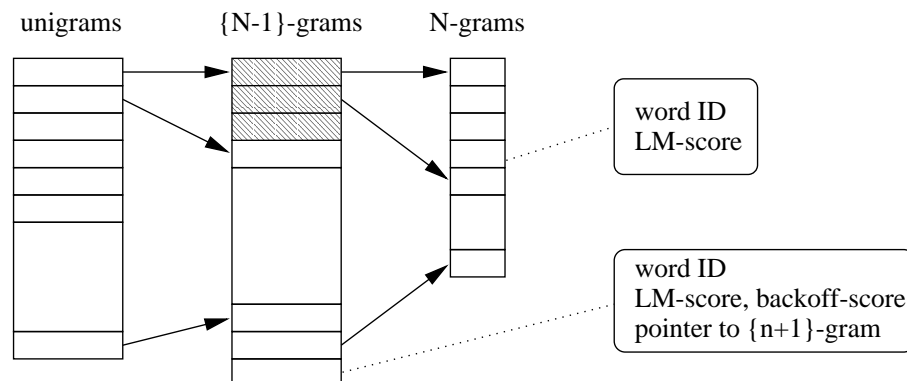 unigrams
{N-1}-grams
N-grams
word ID
LM-score
word ID
LM-score, backoff-score
pointer to {n+1}-gram